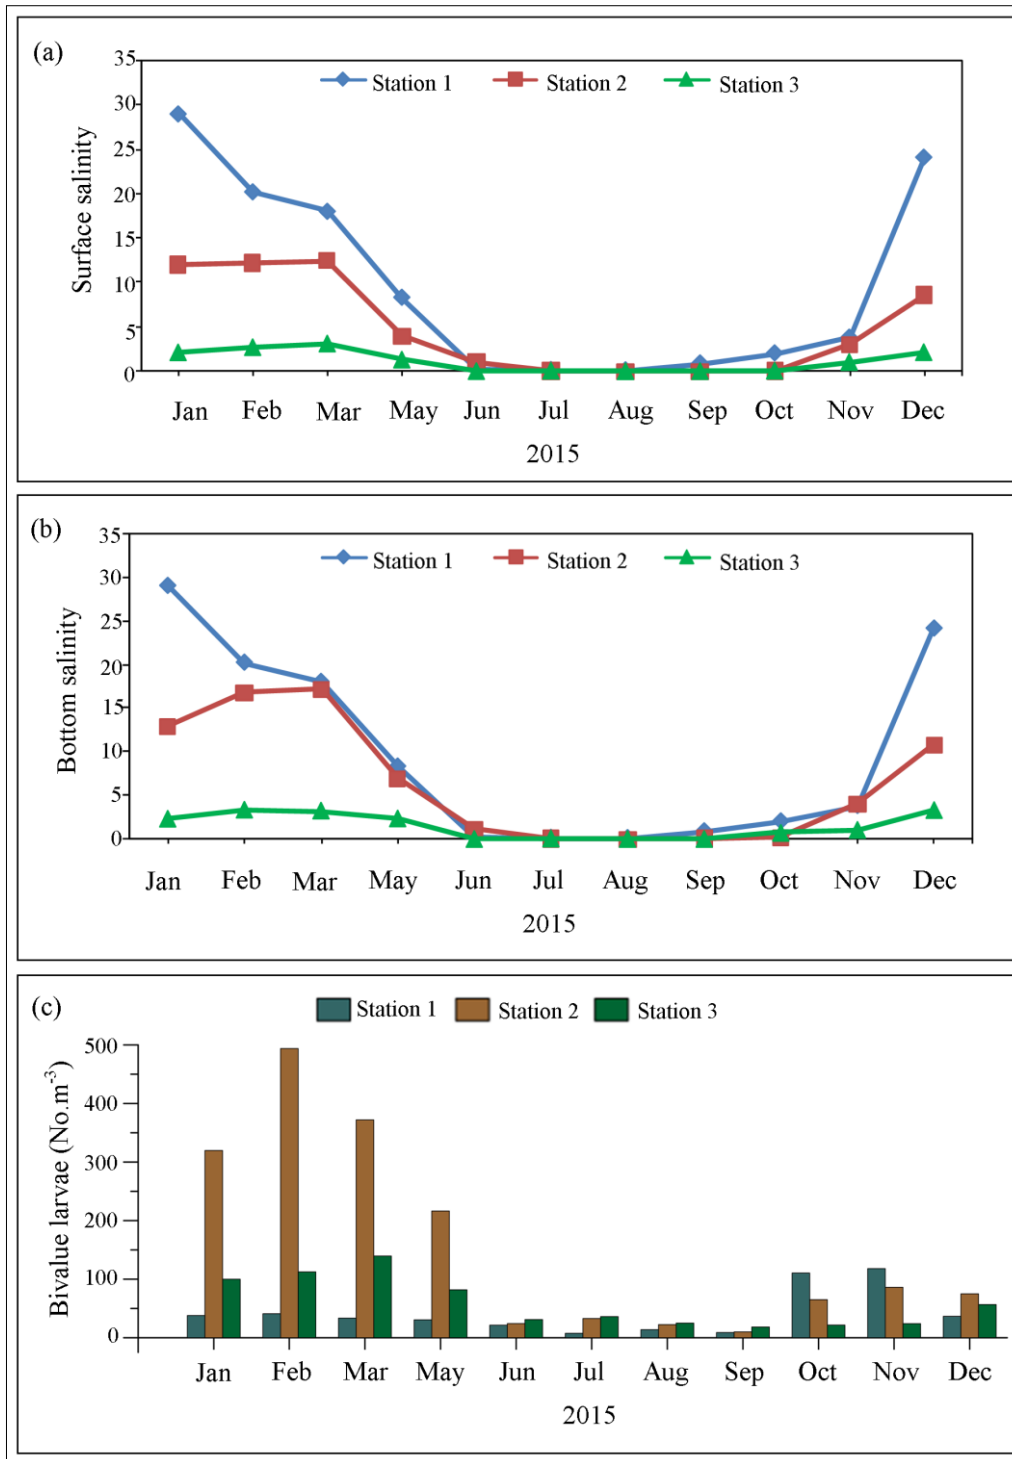 (a)
Station 1 Station 2 Station 3
Surface salinity
35
30
25
20
15
10
5
0
Jan Feb Mar May Jun Jul Aug Sep Oct Nov Dec
2015
(b)
Station 1 Station 2 Station 3
Bottom salinity
35
30
25
20
15
10
5
0
Jan Feb Mar May Jun Jul Aug Sep Oct Nov Dec
2015
(c)
Station 1 Station 2 Station 3
Bivalue larvae (No.m⁻³)
500
400
300
200
100
0
Jan Feb Mar May Jun Jul Aug Sep Oct Nov Dec
2015